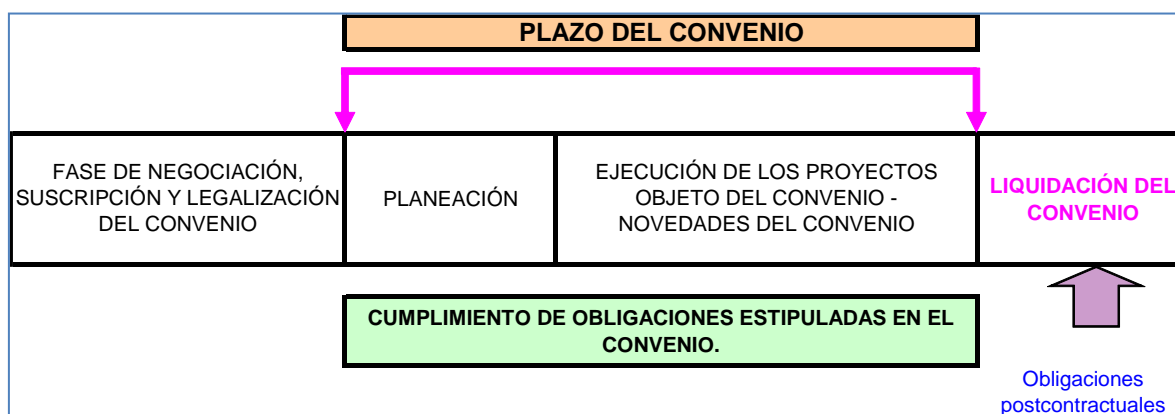 PLAZO DEL CONVENIO
FASE DE NEGOCIACIÓN,
SUSCRIPCIÓN Y LEGALIZACIÓN
DEL CONVENIO
PLANEACIÓN
EJECUCIÓN DE LOS PROYECTOS
OBJETO DEL CONVENIO -
NOVEDADES DEL CONVENIO
LIQUIDACIÓN DEL
CONVENIO
CUMPLIMIENTO DE OBLIGACIONES ESTIPULADAS EN EL
CONVENIO.
Obligaciones
postcontractuales